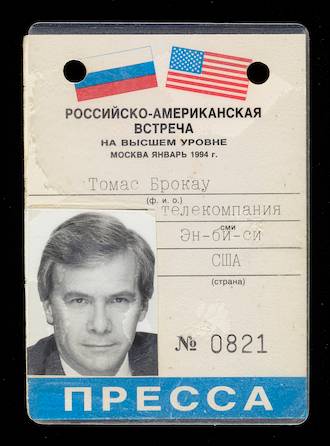 РОССИЙСКО-АМЕРИКАНСКАЯ
ВСТРЕЧА
НА ВЫСШЕМ УРОВНЕ
МОСКВА ЯНВАРЬ 1994 г.
Томас Брокау
(ф. и. о.)
телекомпания
сми
Эн-би-си
США
(страна)
№ 0821
ПРЕССА